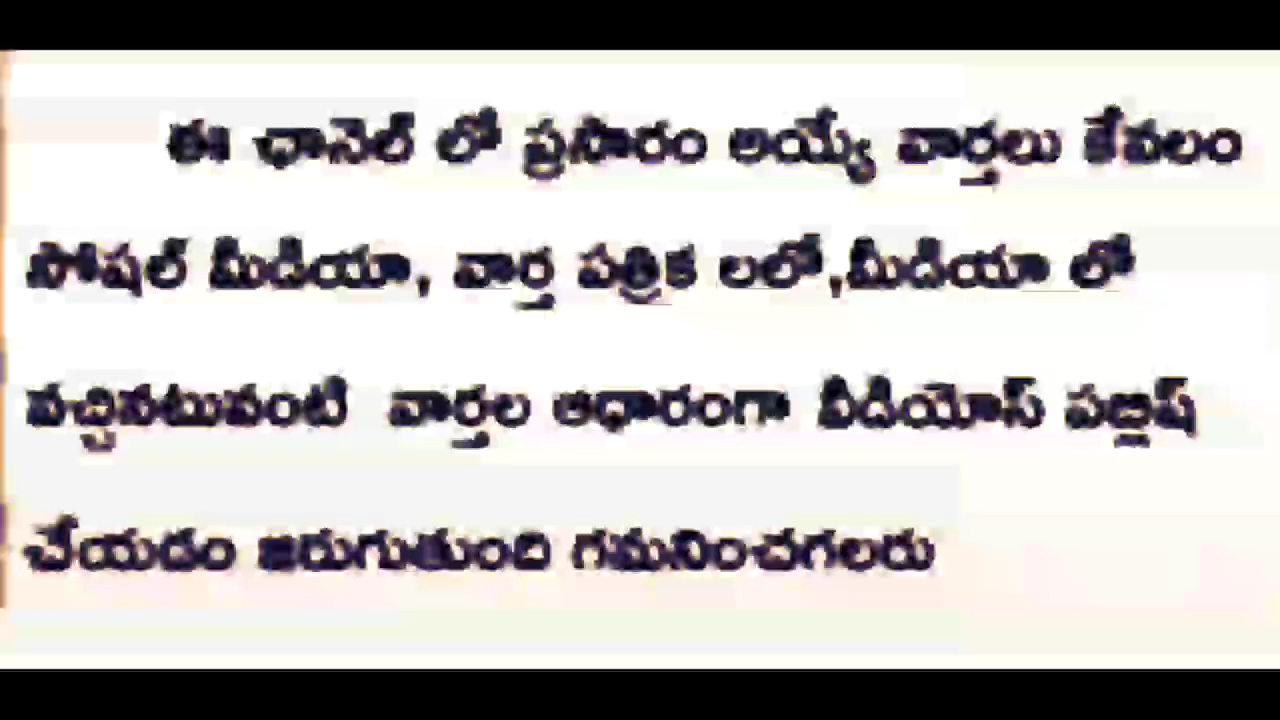 ఈ ఛానెల్ లో ప్రసారం అయ్యే వార్తలు కేవలం
సోషల్ మీడియా, వార్త పత్రిక లలో,మీడియా లో
వచ్చినటువంటి వార్తల ఆధారంగా వీడియోస్ పబ్లిష్
చేయడం జరుగుతుంది గమనించగలరు